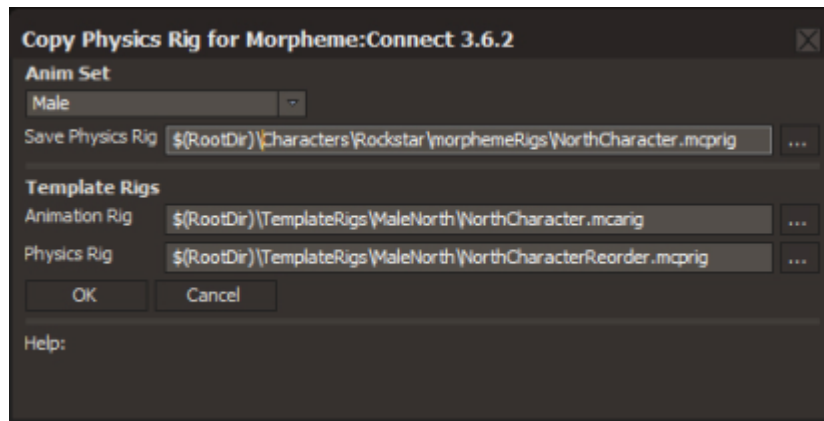 Copy Physics Rig for Morpheme:Connect 3.6.2
Anim Set
Male
Save Physics Rig $(RootDir)\Characters\Rockstar\morphemeRigs\NorthCharacter.mcprig ...
Template Rigs
Animation Rig $(RootDir)\TemplateRigs\MaleNorth\NorthCharacter.mcarig ...
Physics Rig $(RootDir)\TemplateRigs\MaleNorth\NorthCharacterReorder.mcprig ...
OK Cancel
Help: